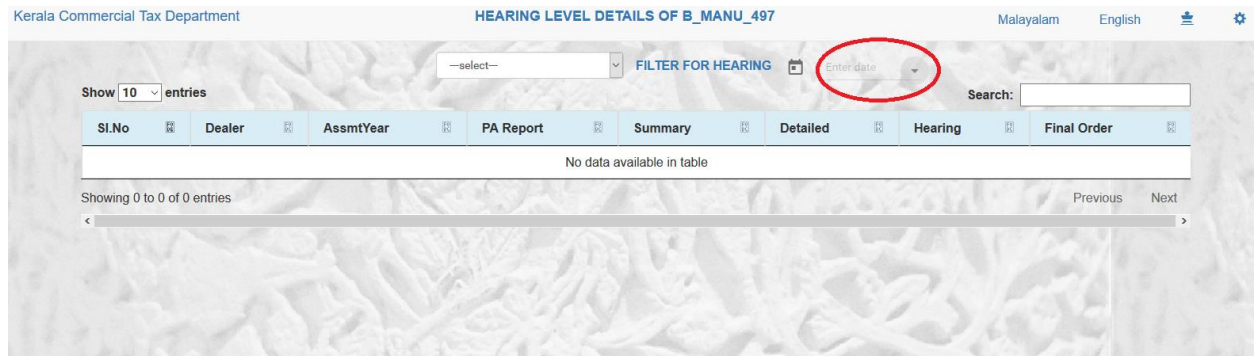 Kerala Commercial Tax Department HEARING LEVEL DETAILS OF B_MANU_497 Malayalam English
—select— FILTER FOR HEARING Enter date
Show 10 entries Search:
Sl.No Dealer AssmtYear PA Report Summary Detailed Hearing Final Order
No data available in table
Showing 0 to 0 of 0 entries Previous Next